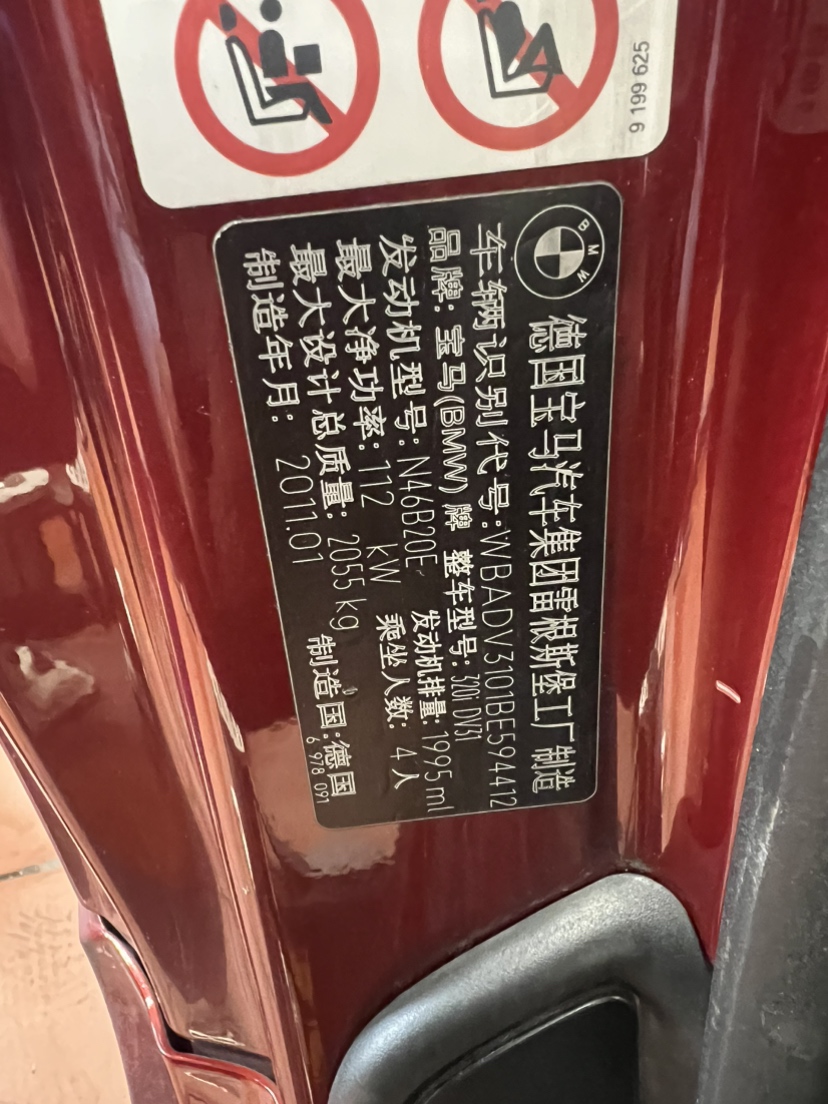 9 199 625
BMW
德国宝马汽车集团雷根斯堡工厂制造
车辆识别代号:WBADV3101BE594412
品牌:宝马(BMW)牌 整车型号:320I DV31
发动机型号:N46B20E 发动机排量:1995ml
最大净功率:112 kW 乘坐人数:4人
最大设计总质量:2055kg
制造年月:2011.01 制造国:德国
6 978 091